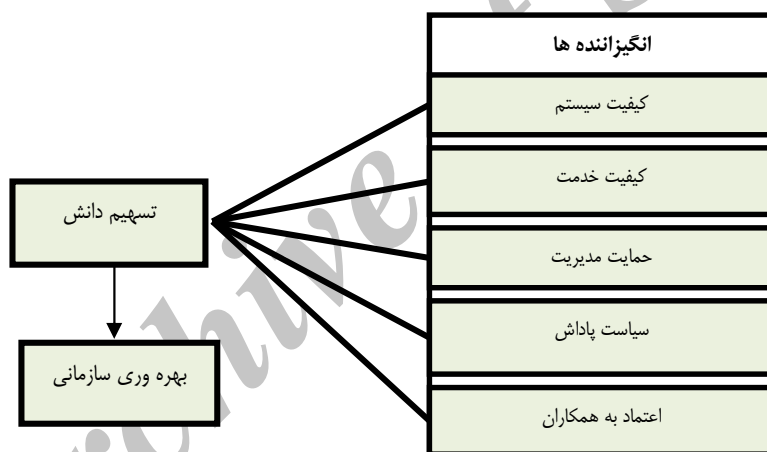 انگیزاننده ها
کیفیت سیستم
کیفیت خدمت
حمایت مدیریت
سیاست پاداش
اعتماد به همکاران
تسهیم دانش
بهره وری سازمانی